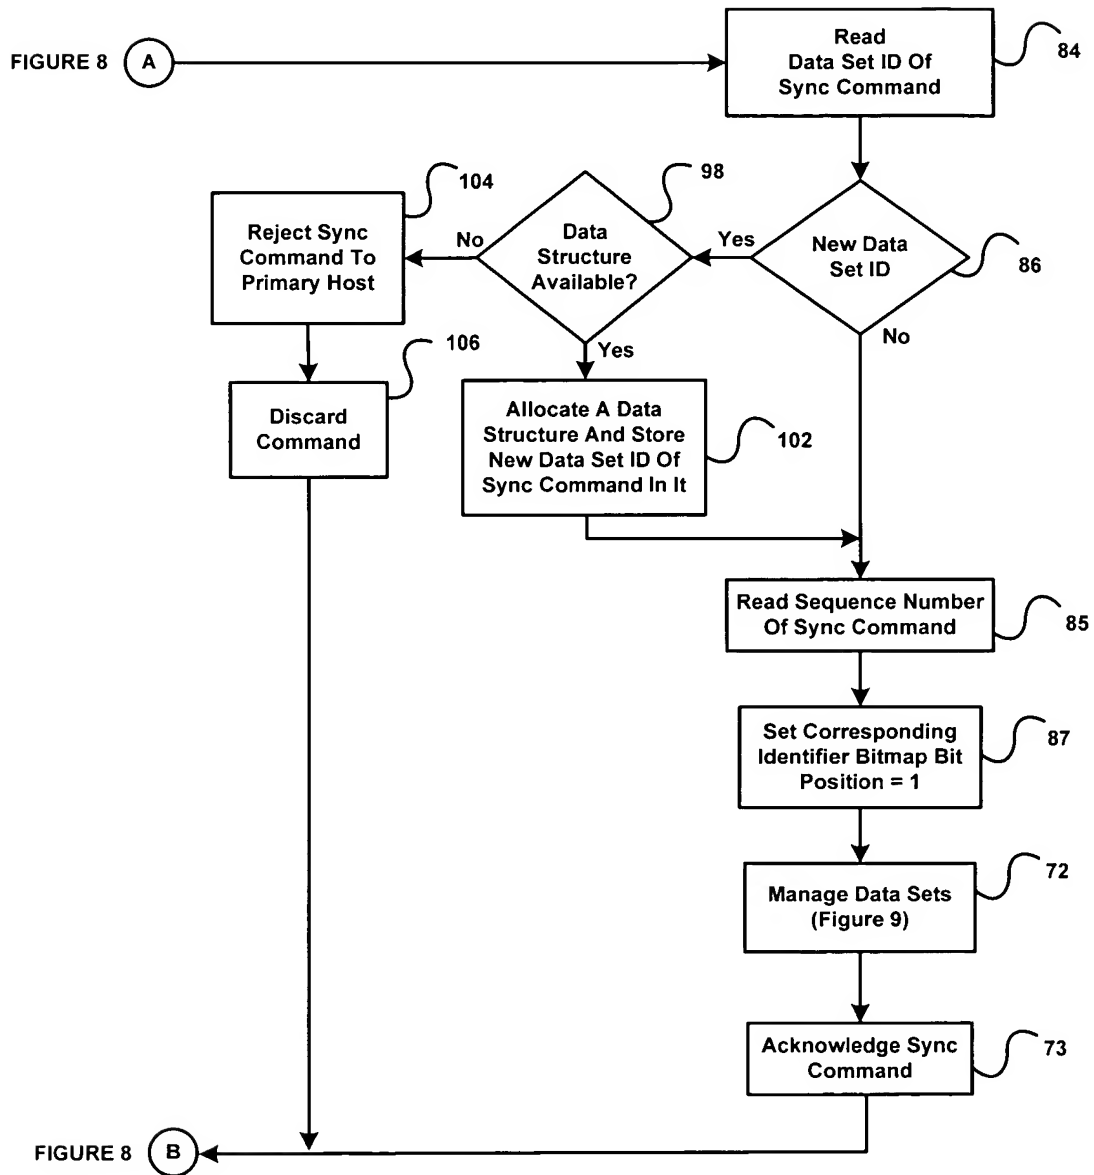 FIGURE 8
A
Read
Data Set ID Of
Sync Command
84
New Data
Set ID
86
Yes
No
Data
Structure
Available?
98
No
Yes
Reject Sync
Command To
Primary Host
104
Discard
Command
106
Allocate A Data
Structure And Store
New Data Set ID Of
Sync Command In It
102
Read Sequence Number
Of Sync Command
85
Set Corresponding
Identifier Bitmap Bit
Position = 1
87
Manage Data Sets
(Figure 9)
72
Acknowledge Sync
Command
73
FIGURE 8
B